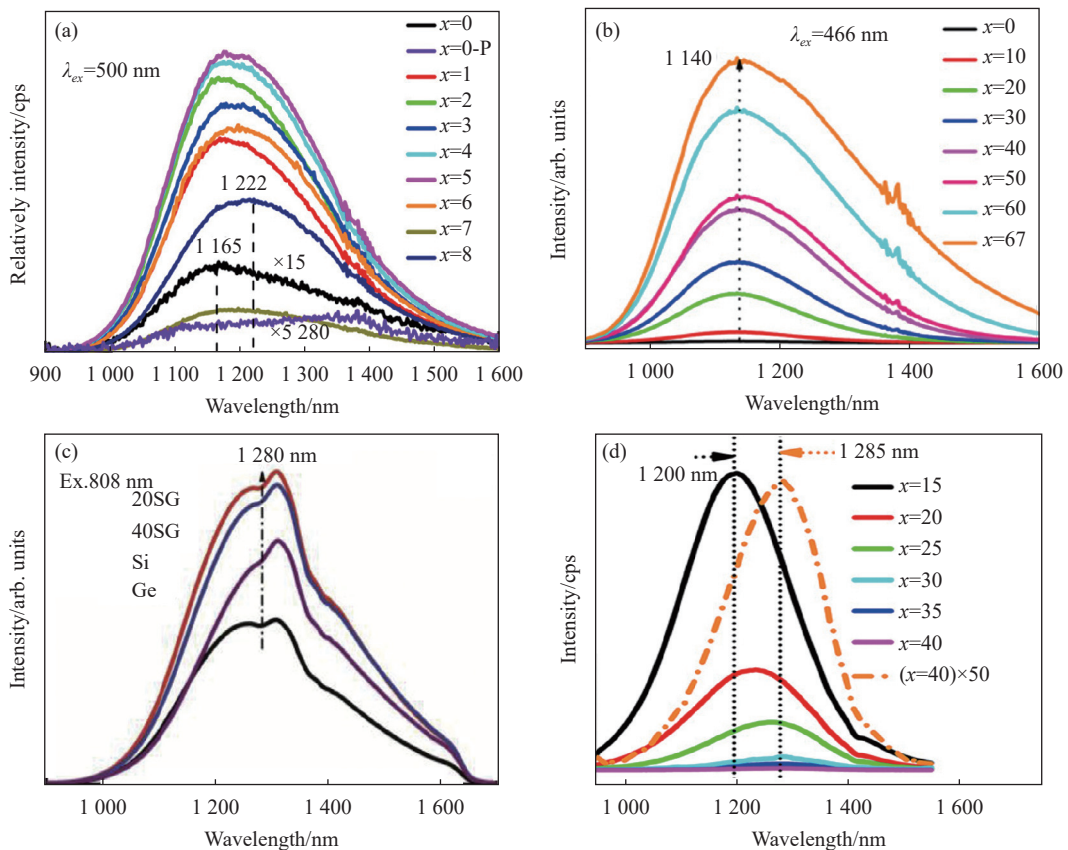 (a)
λex=500 nm
x=0
x=0-P
x=1
x=2
x=3
x=4
x=5
x=6
x=7
x=8
1 222
1 165
×15
×5 280
Relatively intensity/cps
900 1 000 1 100 1 200 1 300 1 400 1 500 1 600
Wavelength/nm
(b)
λex=466 nm
1 140
x=0
x=10
x=20
x=30
x=40
x=50
x=60
x=67
Intensity/arb. units
1 000 1 200 1 400 1 600
Wavelength/nm
(c)
1 280 nm
Ex.808 nm
20SG
40SG
Si
Ge
Intensity/arb. units
1 000 1 200 1 400 1 600
Wavelength/nm
(d)
1 285 nm
1 200 nm
x=15
x=20
x=25
x=30
x=35
x=40
(x=40)×50
Intensity/cps
1 000 1 200 1 400 1 600
Wavelength/nm